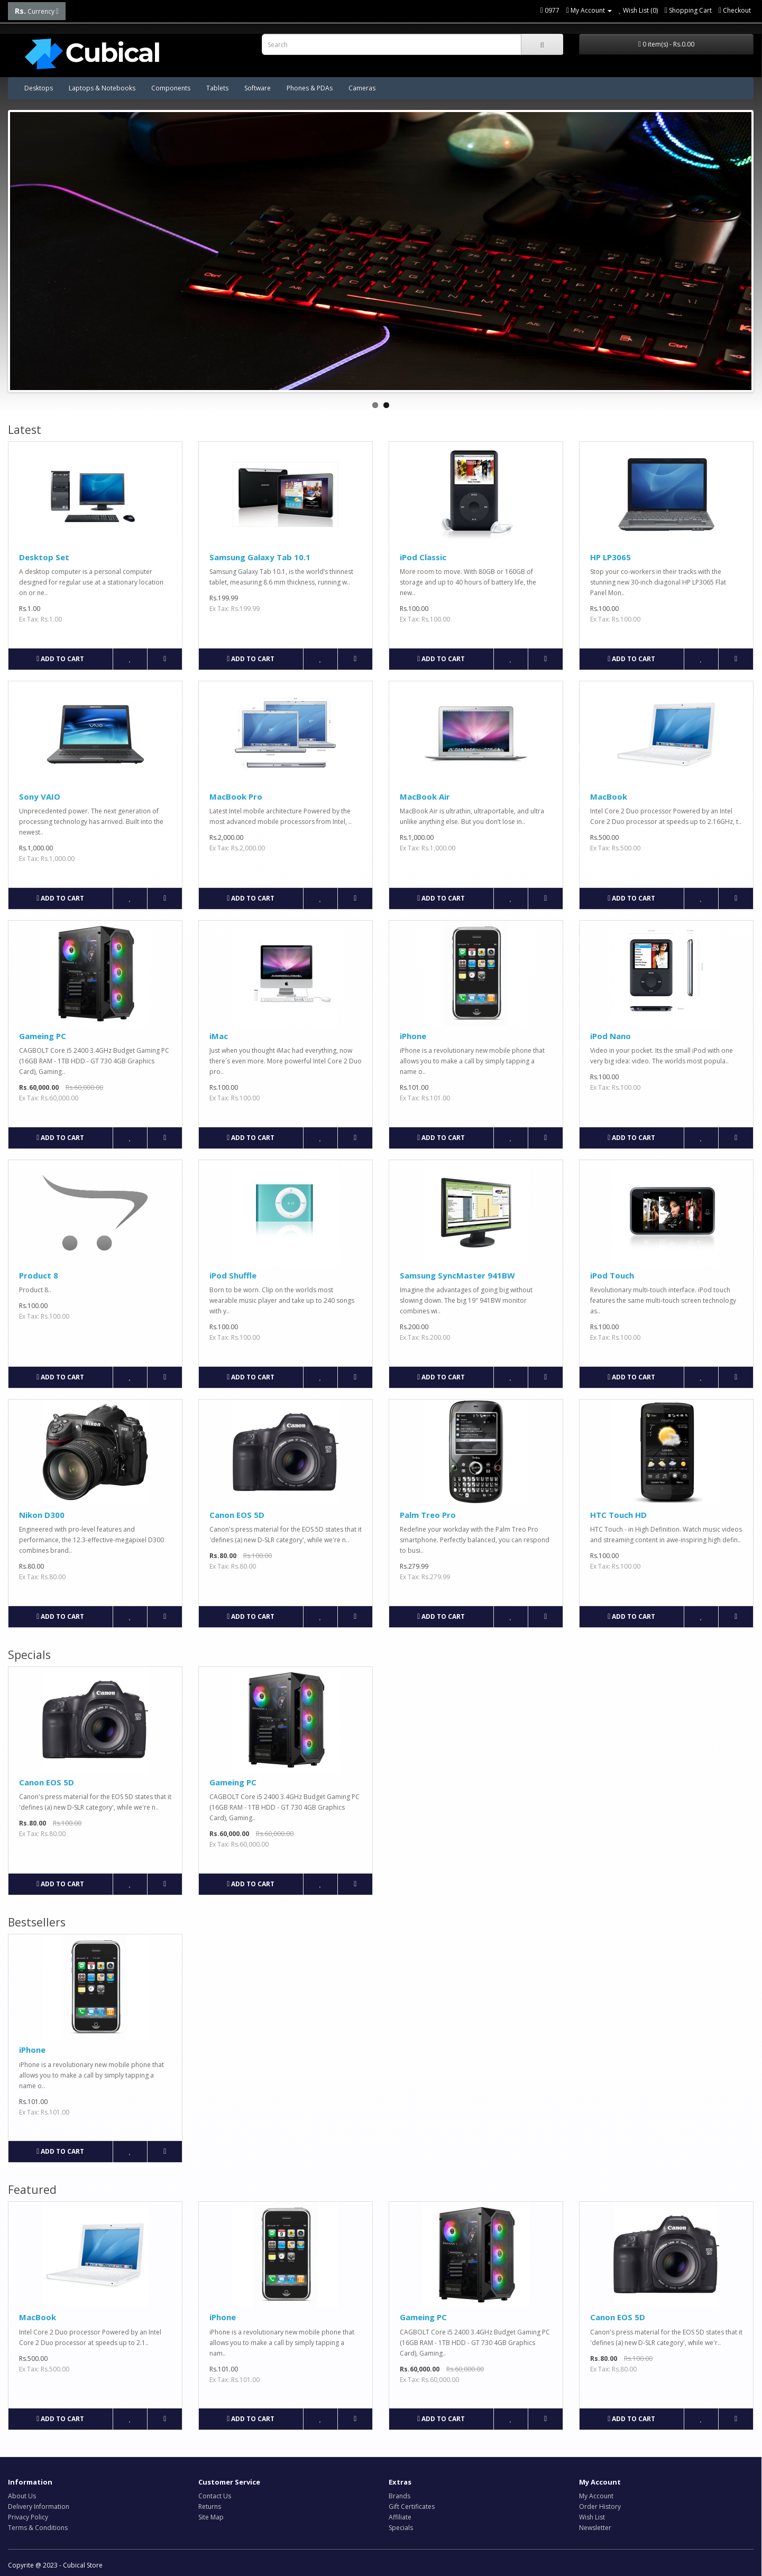 Rs. Currency
0977 My Account Wish List (0) Shopping Cart Checkout
Cubical
Search
0 item(s) - Rs.0.00
Desktops Laptops & Notebooks Components Tablets Software Phones & PDAs Cameras
Latest
Desktop Set
A desktop computer is a personal computer
designed for regular use at a stationary location
on or ne..
Rs.1.00
Ex Tax: Rs.1.00
ADD TO CART
Samsung Galaxy Tab 10.1
Samsung Galaxy Tab 10.1, is the world's thinnest
tablet, measuring 8.6 mm thickness, running w..
Rs.199.99
Ex Tax: Rs.199.99
ADD TO CART
iPod Classic
More room to move. With 80GB or 160GB of
storage and up to 40 hours of battery life, the
new..
Rs.100.00
Ex Tax: Rs.100.00
ADD TO CART
HP LP3065
Stop your co-workers in their tracks with the
stunning new 30-inch diagonal HP LP3065 Flat
Panel Mon..
Rs.100.00
Ex Tax: Rs.100.00
ADD TO CART
Sony VAIO
Unprecedented power. The next generation of
processing technology has arrived. Built into the
newest..
Rs.1,000.00
Ex Tax: Rs.1,000.00
ADD TO CART
MacBook Pro
Latest Intel mobile architecture Powered by the
most advanced mobile processors from Intel, ..
Rs.2,000.00
Ex Tax: Rs.2,000.00
ADD TO CART
MacBook Air
MacBook Air is ultrathin, ultraportable, and ultra
unlike anything else. But you don't lose in..
Rs.1,000.00
Ex Tax: Rs.1,000.00
ADD TO CART
MacBook
Intel Core 2 Duo processor Powered by an Intel
Core 2 Duo processor at speeds up to 2.16GHz, t..
Rs.500.00
Ex Tax: Rs.500.00
ADD TO CART
Gameing PC
CAGBOLT Core i5 2400 3.4GHz Budget Gaming PC
(16GB RAM - 1TB HDD - GT 730 4GB Graphics
Card), Gaming..
Rs.60,000.00 Rs.60,000.00
Ex Tax: Rs.60,000.00
ADD TO CART
iMac
Just when you thought iMac had everything, now
there´s even more. More powerful Intel Core 2 Duo
pro..
Rs.100.00
Ex Tax: Rs.100.00
ADD TO CART
iPhone
iPhone is a revolutionary new mobile phone that
allows you to make a call by simply tapping a
name o..
Rs.101.00
Ex Tax: Rs.101.00
ADD TO CART
iPod Nano
Video in your pocket. Its the small iPod with one
very big idea: video. The worlds most popula..
Rs.100.00
Ex Tax: Rs.100.00
ADD TO CART
Product 8
Product 8..
Rs.100.00
Ex Tax: Rs.100.00
ADD TO CART
iPod Shuffle
Born to be worn. Clip on the worlds most
wearable music player and take up to 240 songs
with y..
Rs.100.00
Ex Tax: Rs.100.00
ADD TO CART
Samsung SyncMaster 941BW
Imagine the advantages of going big without
slowing down. The big 19" 941BW monitor
combines wi..
Rs.200.00
Ex Tax: Rs.200.00
ADD TO CART
iPod Touch
Revolutionary multi-touch interface. iPod touch
features the same multi-touch screen technology
as..
Rs.100.00
Ex Tax: Rs.100.00
ADD TO CART
Nikon D300
Engineered with pro-level features and
performance, the 12.3-effective-megapixel D300
combines brand..
Rs.80.00
Ex Tax: Rs.80.00
ADD TO CART
Canon EOS 5D
Canon's press material for the EOS 5D states that it
'defines (a) new D-SLR category', while we're n..
Rs.80.00 Rs.100.00
Ex Tax: Rs.80.00
ADD TO CART
Palm Treo Pro
Redefine your workday with the Palm Treo Pro
smartphone. Perfectly balanced, you can respond
to busi..
Rs.279.99
Ex Tax: Rs.279.99
ADD TO CART
HTC Touch HD
HTC Touch - in High Definition. Watch music videos
and streaming content in awe-inspiring high defin..
Rs.100.00
Ex Tax: Rs.100.00
ADD TO CART
Specials
Canon EOS 5D
Canon's press material for the EOS 5D states that it
'defines (a) new D-SLR category', while we're n..
Rs.80.00 Rs.100.00
Ex Tax: Rs.80.00
ADD TO CART
Gameing PC
CAGBOLT Core i5 2400 3.4GHz Budget Gaming PC
(16GB RAM - 1TB HDD - GT 730 4GB Graphics
Card), Gaming..
Rs.60,000.00 Rs.60,000.00
Ex Tax: Rs.60,000.00
ADD TO CART
Bestsellers
iPhone
iPhone is a revolutionary new mobile phone that
allows you to make a call by simply tapping a
name o..
Rs.101.00
Ex Tax: Rs.101.00
ADD TO CART
Featured
MacBook
Intel Core 2 Duo processor Powered by an Intel
Core 2 Duo processor at speeds up to 2.1..
Rs.500.00
Ex Tax: Rs.500.00
ADD TO CART
iPhone
iPhone is a revolutionary new mobile phone that
allows you to make a call by simply tapping a
nam..
Rs.101.00
Ex Tax: Rs.101.00
ADD TO CART
Gameing PC
CAGBOLT Core i5 2400 3.4GHz Budget Gaming PC
(16GB RAM - 1TB HDD - GT 730 4GB Graphics
Card), Gaming..
Rs.60,000.00 Rs.60,000.00
Ex Tax: Rs.60,000.00
ADD TO CART
Canon EOS 5D
Canon's press material for the EOS 5D states that it
'defines (a) new D-SLR category', while we'r..
Rs.80.00 Rs.100.00
Ex Tax: Rs.80.00
ADD TO CART
Information
About Us
Delivery Information
Privacy Policy
Terms & Conditions
Customer Service
Contact Us
Returns
Site Map
Extras
Brands
Gift Certificates
Affiliate
Specials
My Account
My Account
Order History
Wish List
Newsletter
Copyrite @ 2023 - Cubical Store